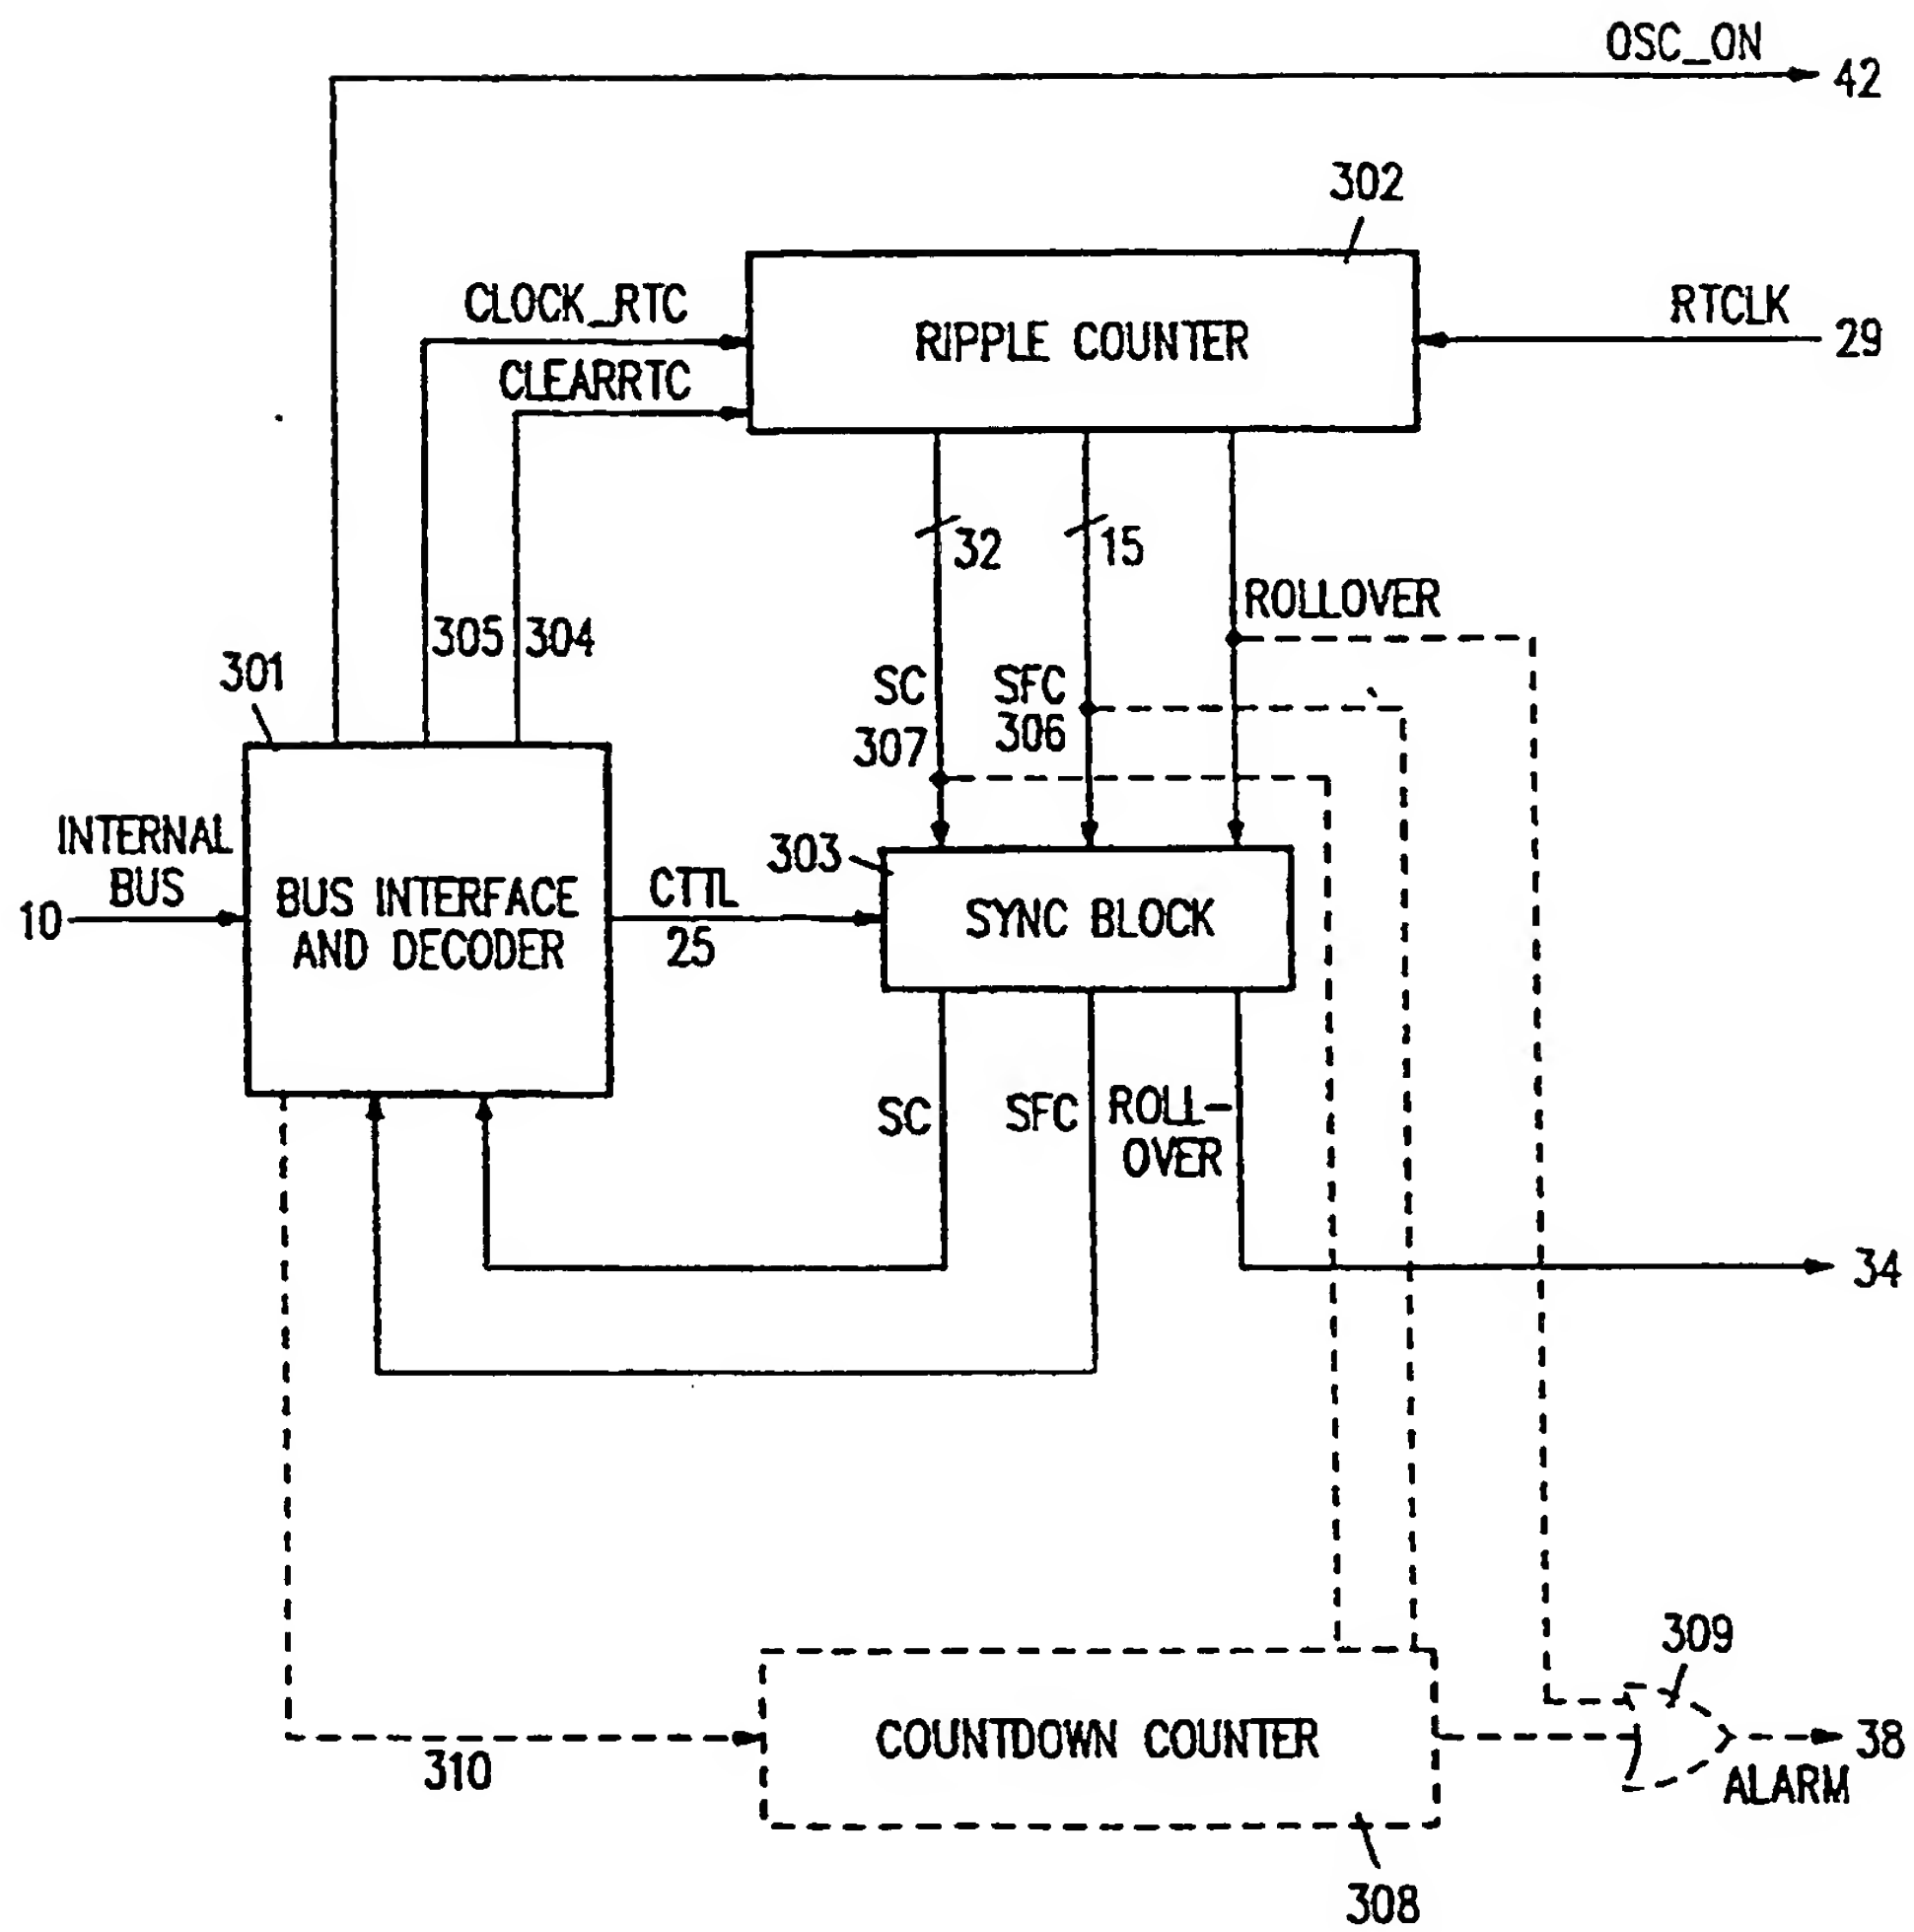 OSC_ON
42
302
CLOCK_RTC
RIPPLE COUNTER
RTCLK
29
CLEARRTC
32
15
ROLLOVER
305
304
301
SC
307
SFC
306
INTERNAL
BUS
10
BUS INTERFACE
AND DECODER
CTTL
25
303
SYNC BLOCK
SC
SFC
ROLL-
OVER
34
309
310
COUNTDOWN COUNTER
38
ALARM
308